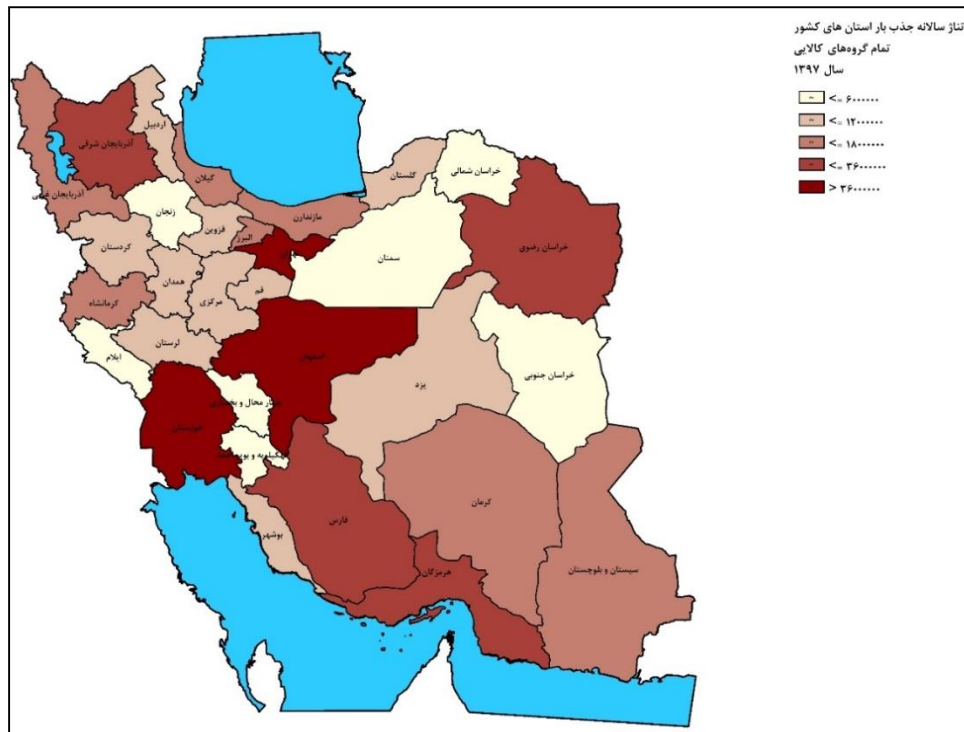 تناژ سالانه جذب بار استان های کشور
تمام گروه‌های کالایی
سال ۱۳۹۷
<= ۶۰۰۰۰۰۰
<= ۱۲۰۰۰۰۰۰
<= ۱۸۰۰۰۰۰۰
<= ۳۶۰۰۰۰۰۰
> ۳۶۰۰۰۰۰۰
اردبیل
آذربایجان شرقی
خراسان شمالی
گلستان
گیلان
آذربایجان غربی
زنجان
مازندارن
قزوین
البرز
خراسان رضوی
کردستان
سمنان
همدان
قم
مرکزی
کرمانشاه
لرستان
ایلام
اصفهان
خراسان جنوبی
یزد
محال و بختیاری
خوزستان
کهگیلویه و بویراحمد
کرمان
فارس
بوشهر
سیستان و بلوچستان
هرمزگان